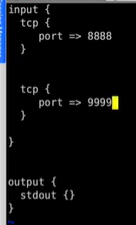 input {
  tcp {
     port => 8888
  }


  tcp {
     port => 9999
  }

}


output {
  stdout {}
}
~